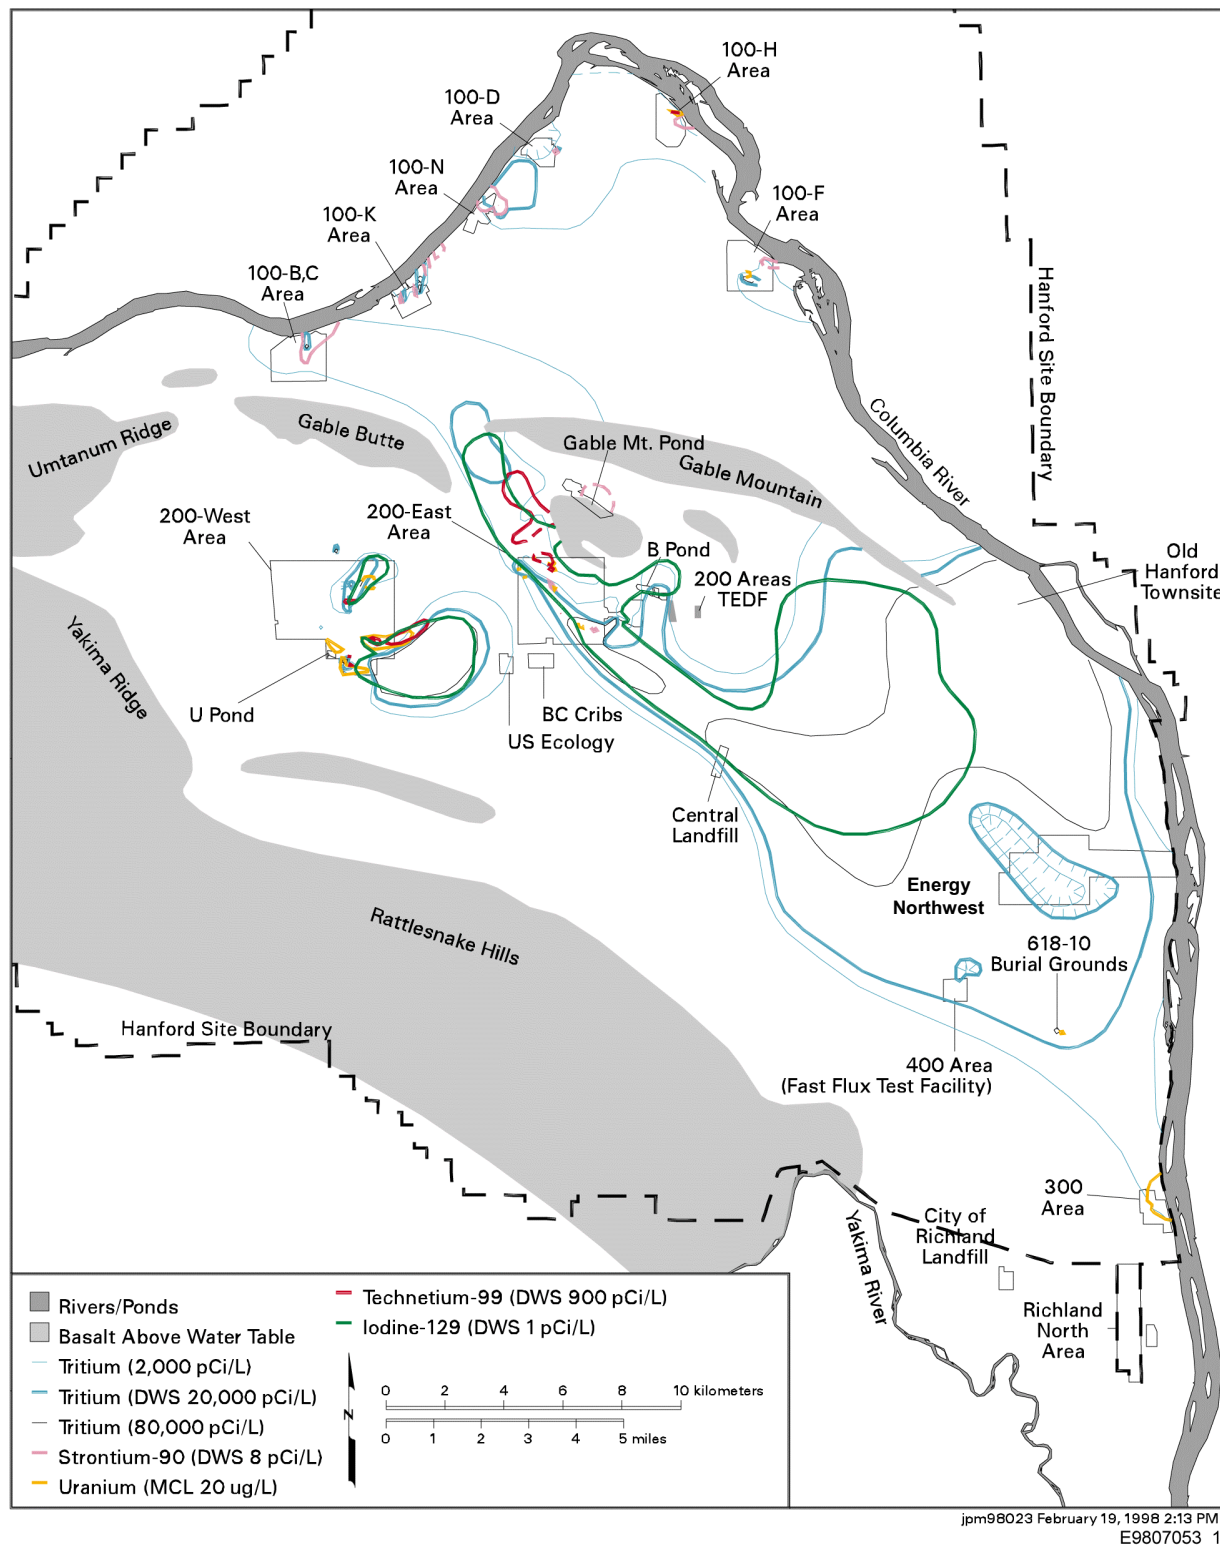 100-H
Area
100-D
Area
100-N
Area
100-K
Area
100-F
Area
100-B,C
Area
Hanford Site Boundary
Columbia River
Umtanum Ridge
Gable Butte
Gable Mt. Pond
Gable Mountain
200-West
Area
200-East
Area
B Pond
200 Areas
TEDF
Old
Hanford
Townsite
Yakima Ridge
U Pond
BC Cribs
US Ecology
Central
Landfill
Energy
Northwest
Rattlesnake Hills
618-10
Burial Grounds
Hanford Site Boundary
400 Area
(Fast Flux Test Facility)
300
Area
City of
Richland
Landfill
Yakima River
Richland
North
Area
Rivers/Ponds
Basalt Above Water Table
Tritium (2,000 pCi/L)
Tritium (DWS 20,000 pCi/L)
Tritium (80,000 pCi/L)
Strontium-90 (DWS 8 pCi/L)
Uranium (MCL 20 ug/L)
Technetium-99 (DWS 900 pCi/L)
Iodine-129 (DWS 1 pCi/L)
N
0 2 4 6 8 10 kilometers
0 1 2 3 4 5 miles
jpm98023 February 19, 1998 2:13 PM
E9807053 1